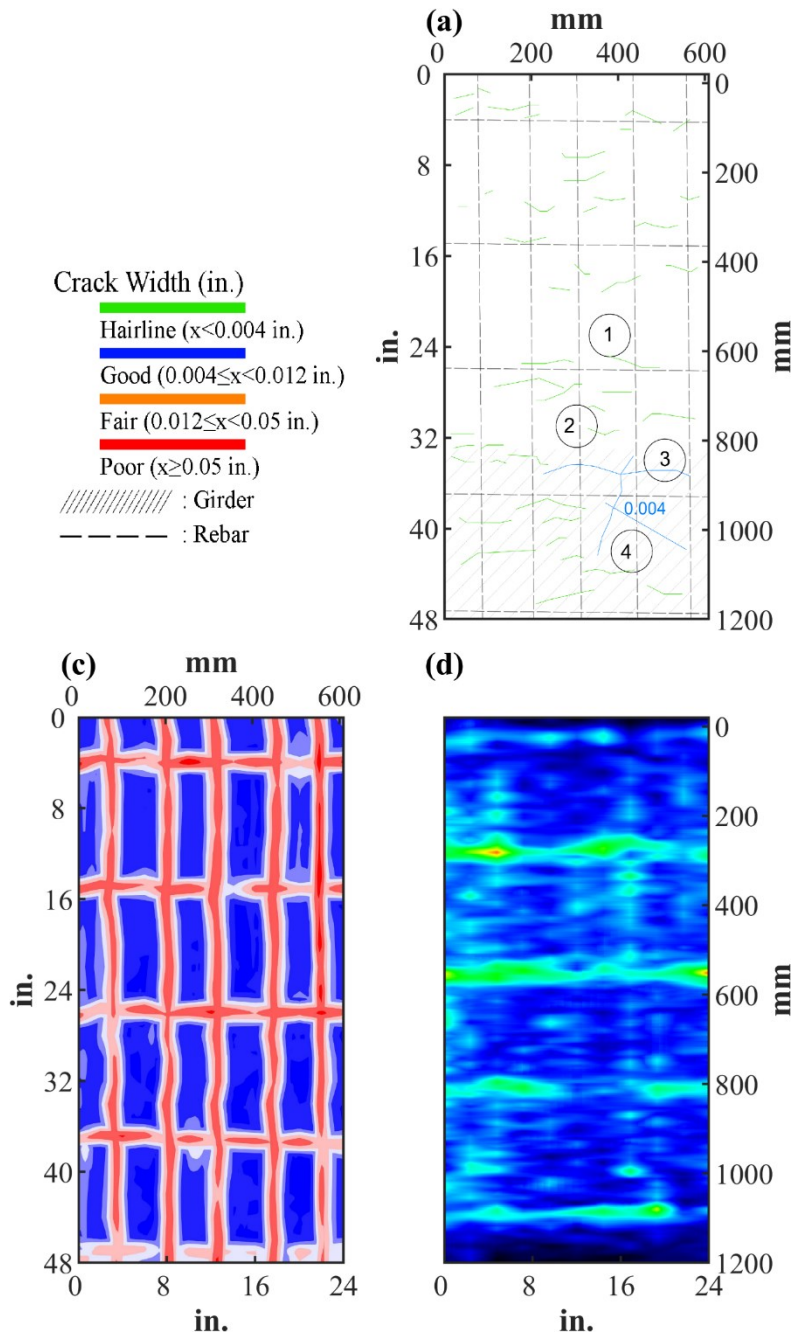 (a)
mm
0 200 400 600
0 8 16 24 32 40 48
in.
0 200 400 600 800 1000 1200
mm
1
2
3
0.004
4
Crack Width (in.)
Hairline (x<0.004 in.)
Good (0.004≤x<0.012 in.)
Fair (0.012≤x<0.05 in.)
Poor (x≥0.05 in.)
: Girder
: Rebar
(c)
mm
0 200 400 600
0 8 16 24 32 40 48
in.
0 8 16 24
in.
(d)
0 200 400 600 800 1000 1200
mm
0 8 16 24
in.